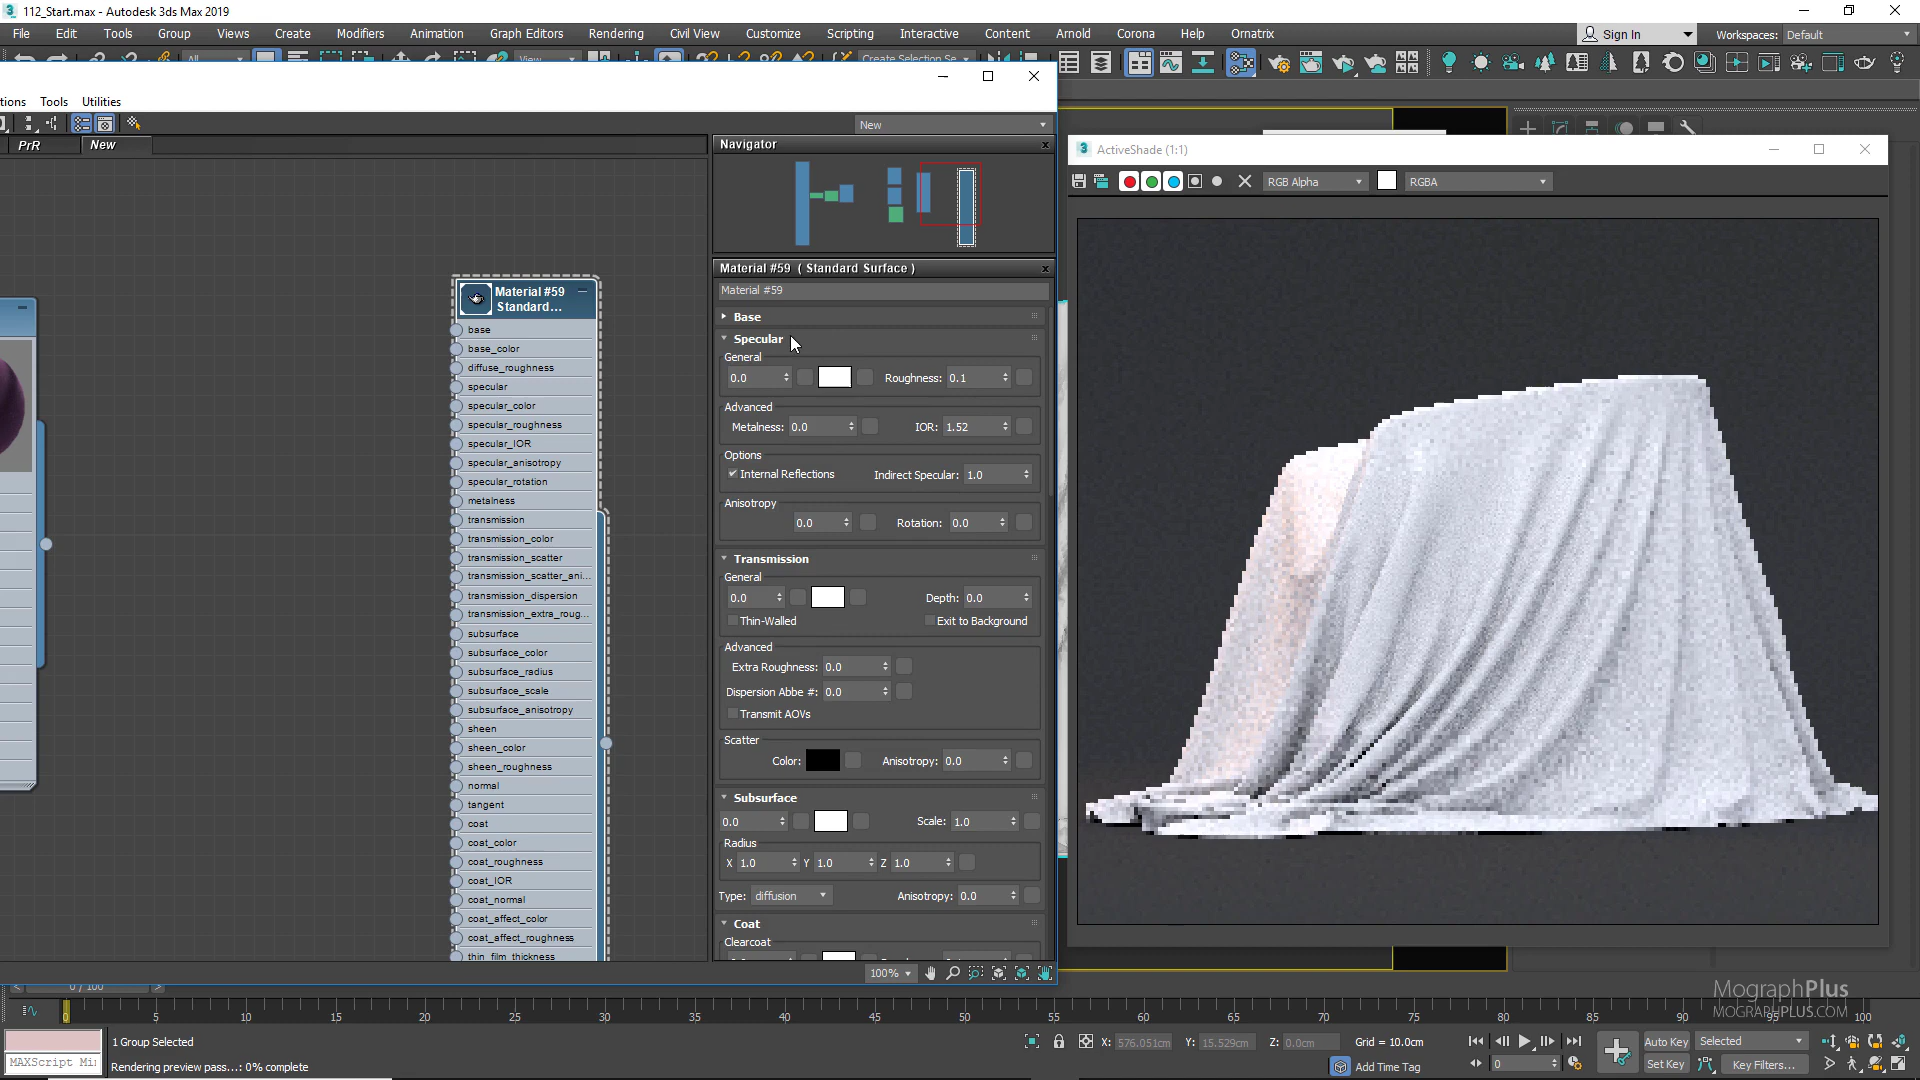 112_Start.max - Autodesk 3ds Max 2019
File Edit Tools Group Views Create Modifiers Animation Graph Editors Rendering Civil View Customize Scripting Interactive Content Arnold Corona Help Ornatrix
Sign In Workspaces: Default
All View Create Selection Se
tions Tools Utilities
New
PrR New
Navigator
Material #59 ( Standard Surface )
Material #59
Base
Specular
General
0.0 Roughness: 0.1
Advanced
Metalness: 0.0 IOR: 1.52
Options
Internal Reflections Indirect Specular: 1.0
Anisotropy
0.0 Rotation: 0.0
Transmission
General
0.0 Depth: 0.0
Thin-Walled Exit to Background
Advanced
Extra Roughness: 0.0
Dispersion Abbe #: 0.0
Transmit AOVs
Scatter
Color: Anisotropy: 0.0
Subsurface
0.0 Scale: 1.0
Radius
X 1.0 Y 1.0 Z 1.0
Type: diffusion Anisotropy: 0.0
Coat
Clearcoat
Material #59
Standard...
base
base_color
diffuse_roughness
specular
specular_color
specular_roughness
specular_IOR
specular_anisotropy
specular_rotation
metalness
transmission
transmission_color
transmission_scatter
transmission_scatter_ani...
transmission_dispersion
transmission_extra_roug...
subsurface
subsurface_color
subsurface_radius
subsurface_scale
subsurface_anisotropy
sheen
sheen_color
sheen_roughness
normal
tangent
coat
coat_color
coat_roughness
coat_IOR
coat_normal
coat_affect_color
coat_affect_roughness
thin_film_thickness
100%
ActiveShade (1:1)
RGB Alpha RGBA
MographPlus
MOGRAPHPLUS.COM
0 / 100
0 5 10 15 20 25 30 35 40 45 50 55 60 65 70 75 80 85 90 95 100
1 Group Selected
X: 576.051cm Y: 15.529cm Z: 0.0cm Grid = 10.0cm
Auto Key Selected
MAXScript Mi
Rendering preview pass...: 0% complete
Add Time Tag
0
Set Key Key Filters...